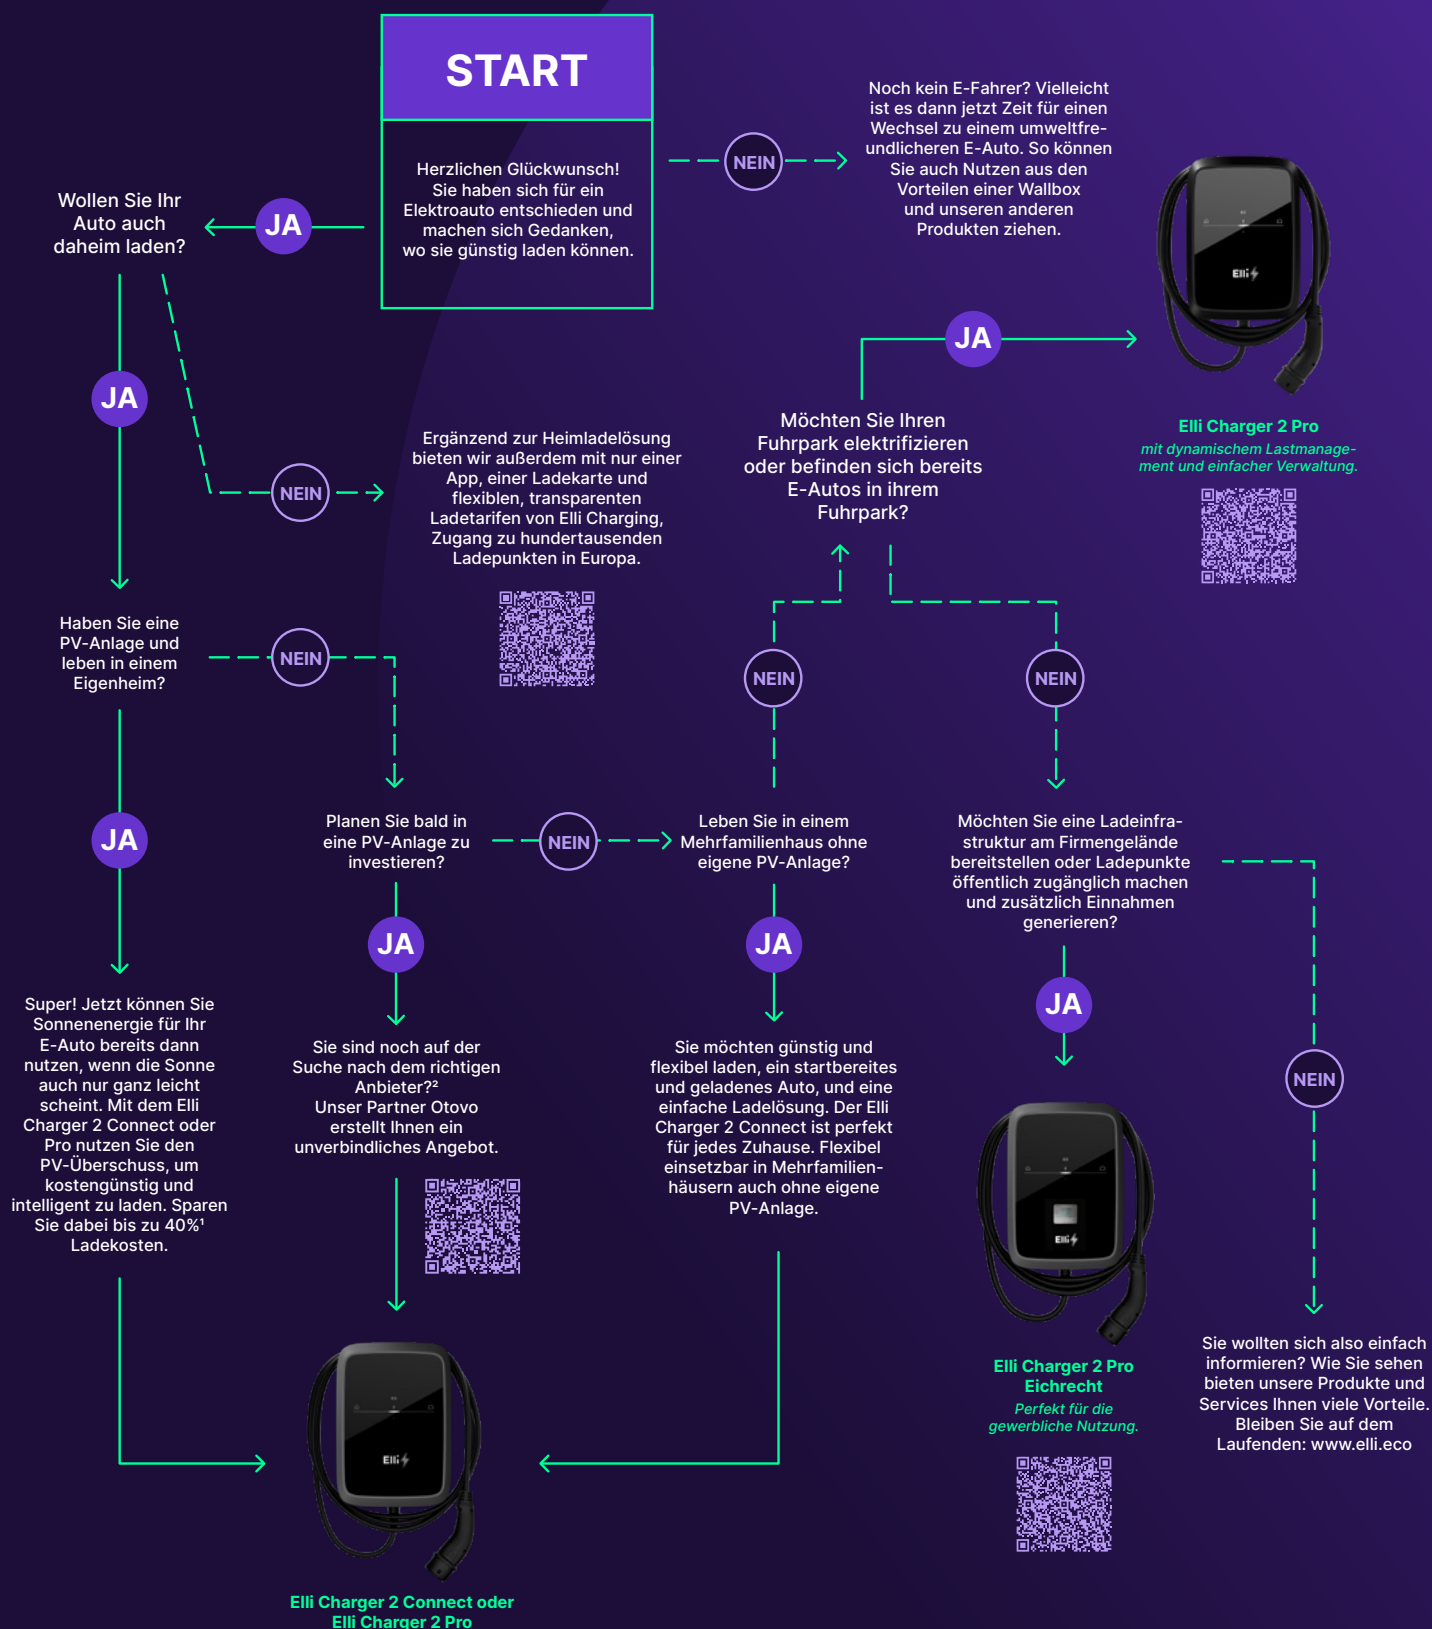 START
Herzlichen Glückwunsch!
Sie haben sich für ein
Elektroauto entschieden und
machen sich Gedanken,
wo sie günstig laden können.
NEIN
Noch kein E-Fahrer? Vielleicht
ist es dann jetzt Zeit für einen
Wechsel zu einem umweltfre-
undlicheren E-Auto. So können
Sie auch Nutzen aus den
Vorteilen einer Wallbox
und unseren anderen
Produkten ziehen.
JA
Wollen Sie Ihr
Auto auch
daheim laden?
JA
NEIN
Ergänzend zur Heimladelösung
bieten wir außerdem mit nur einer
App, einer Ladekarte und
flexiblen, transparenten
Ladetarifen von Elli Charging,
Zugang zu hundertausenden
Ladepunkten in Europa.
Möchten Sie Ihren
Fuhrpark elektrifizieren
oder befinden sich bereits
E-Autos in ihrem
Fuhrpark?
JA
Elli
Elli Charger 2 Pro
mit dynamischem Lastmanage-
ment und einfacher Verwaltung.
Haben Sie eine
PV-Anlage und
leben in einem
Eigenheim?
NEIN
NEIN
NEIN
JA
Planen Sie bald in
eine PV-Anlage zu
investieren?
NEIN
Leben Sie in einem
Mehrfamilienhaus ohne
eigene PV-Anlage?
Möchten Sie eine Ladeinfra-
struktur am Firmengelände
bereitstellen oder Ladepunkte
öffentlich zugänglich machen
und zusätzlich Einnahmen
generieren?
JA
JA
JA
NEIN
Super! Jetzt können Sie
Sonnenenergie für Ihr
E-Auto bereits dann
nutzen, wenn die Sonne
auch nur ganz leicht
scheint. Mit dem Elli
Charger 2 Connect oder
Pro nutzen Sie den
PV-Überschuss, um
kostengünstig und
intelligent zu laden. Sparen
Sie dabei bis zu 40%¹
Ladekosten.
Sie sind noch auf der
Suche nach dem richtigen
Anbieter?²
Unser Partner Otovo
erstellt Ihnen ein
unverbindliches Angebot.
Sie möchten günstig und
flexibel laden, ein startbereites
und geladenes Auto, und eine
einfache Ladelösung. Der Elli
Charger 2 Connect ist perfekt
für jedes Zuhause. Flexibel
einsetzbar in Mehrfamilien-
häusern auch ohne eigene
PV-Anlage.
Elli
Elli Charger 2 Pro
Eichrecht
Perfekt für die
gewerbliche Nutzung.
Sie wollten sich also einfach
informieren? Wie Sie sehen
bieten unsere Produkte und
Services Ihnen viele Vorteile.
Bleiben Sie auf dem
Laufenden: www.elli.eco
Elli
Elli Charger 2 Connect oder
Elli Charger 2 Pro